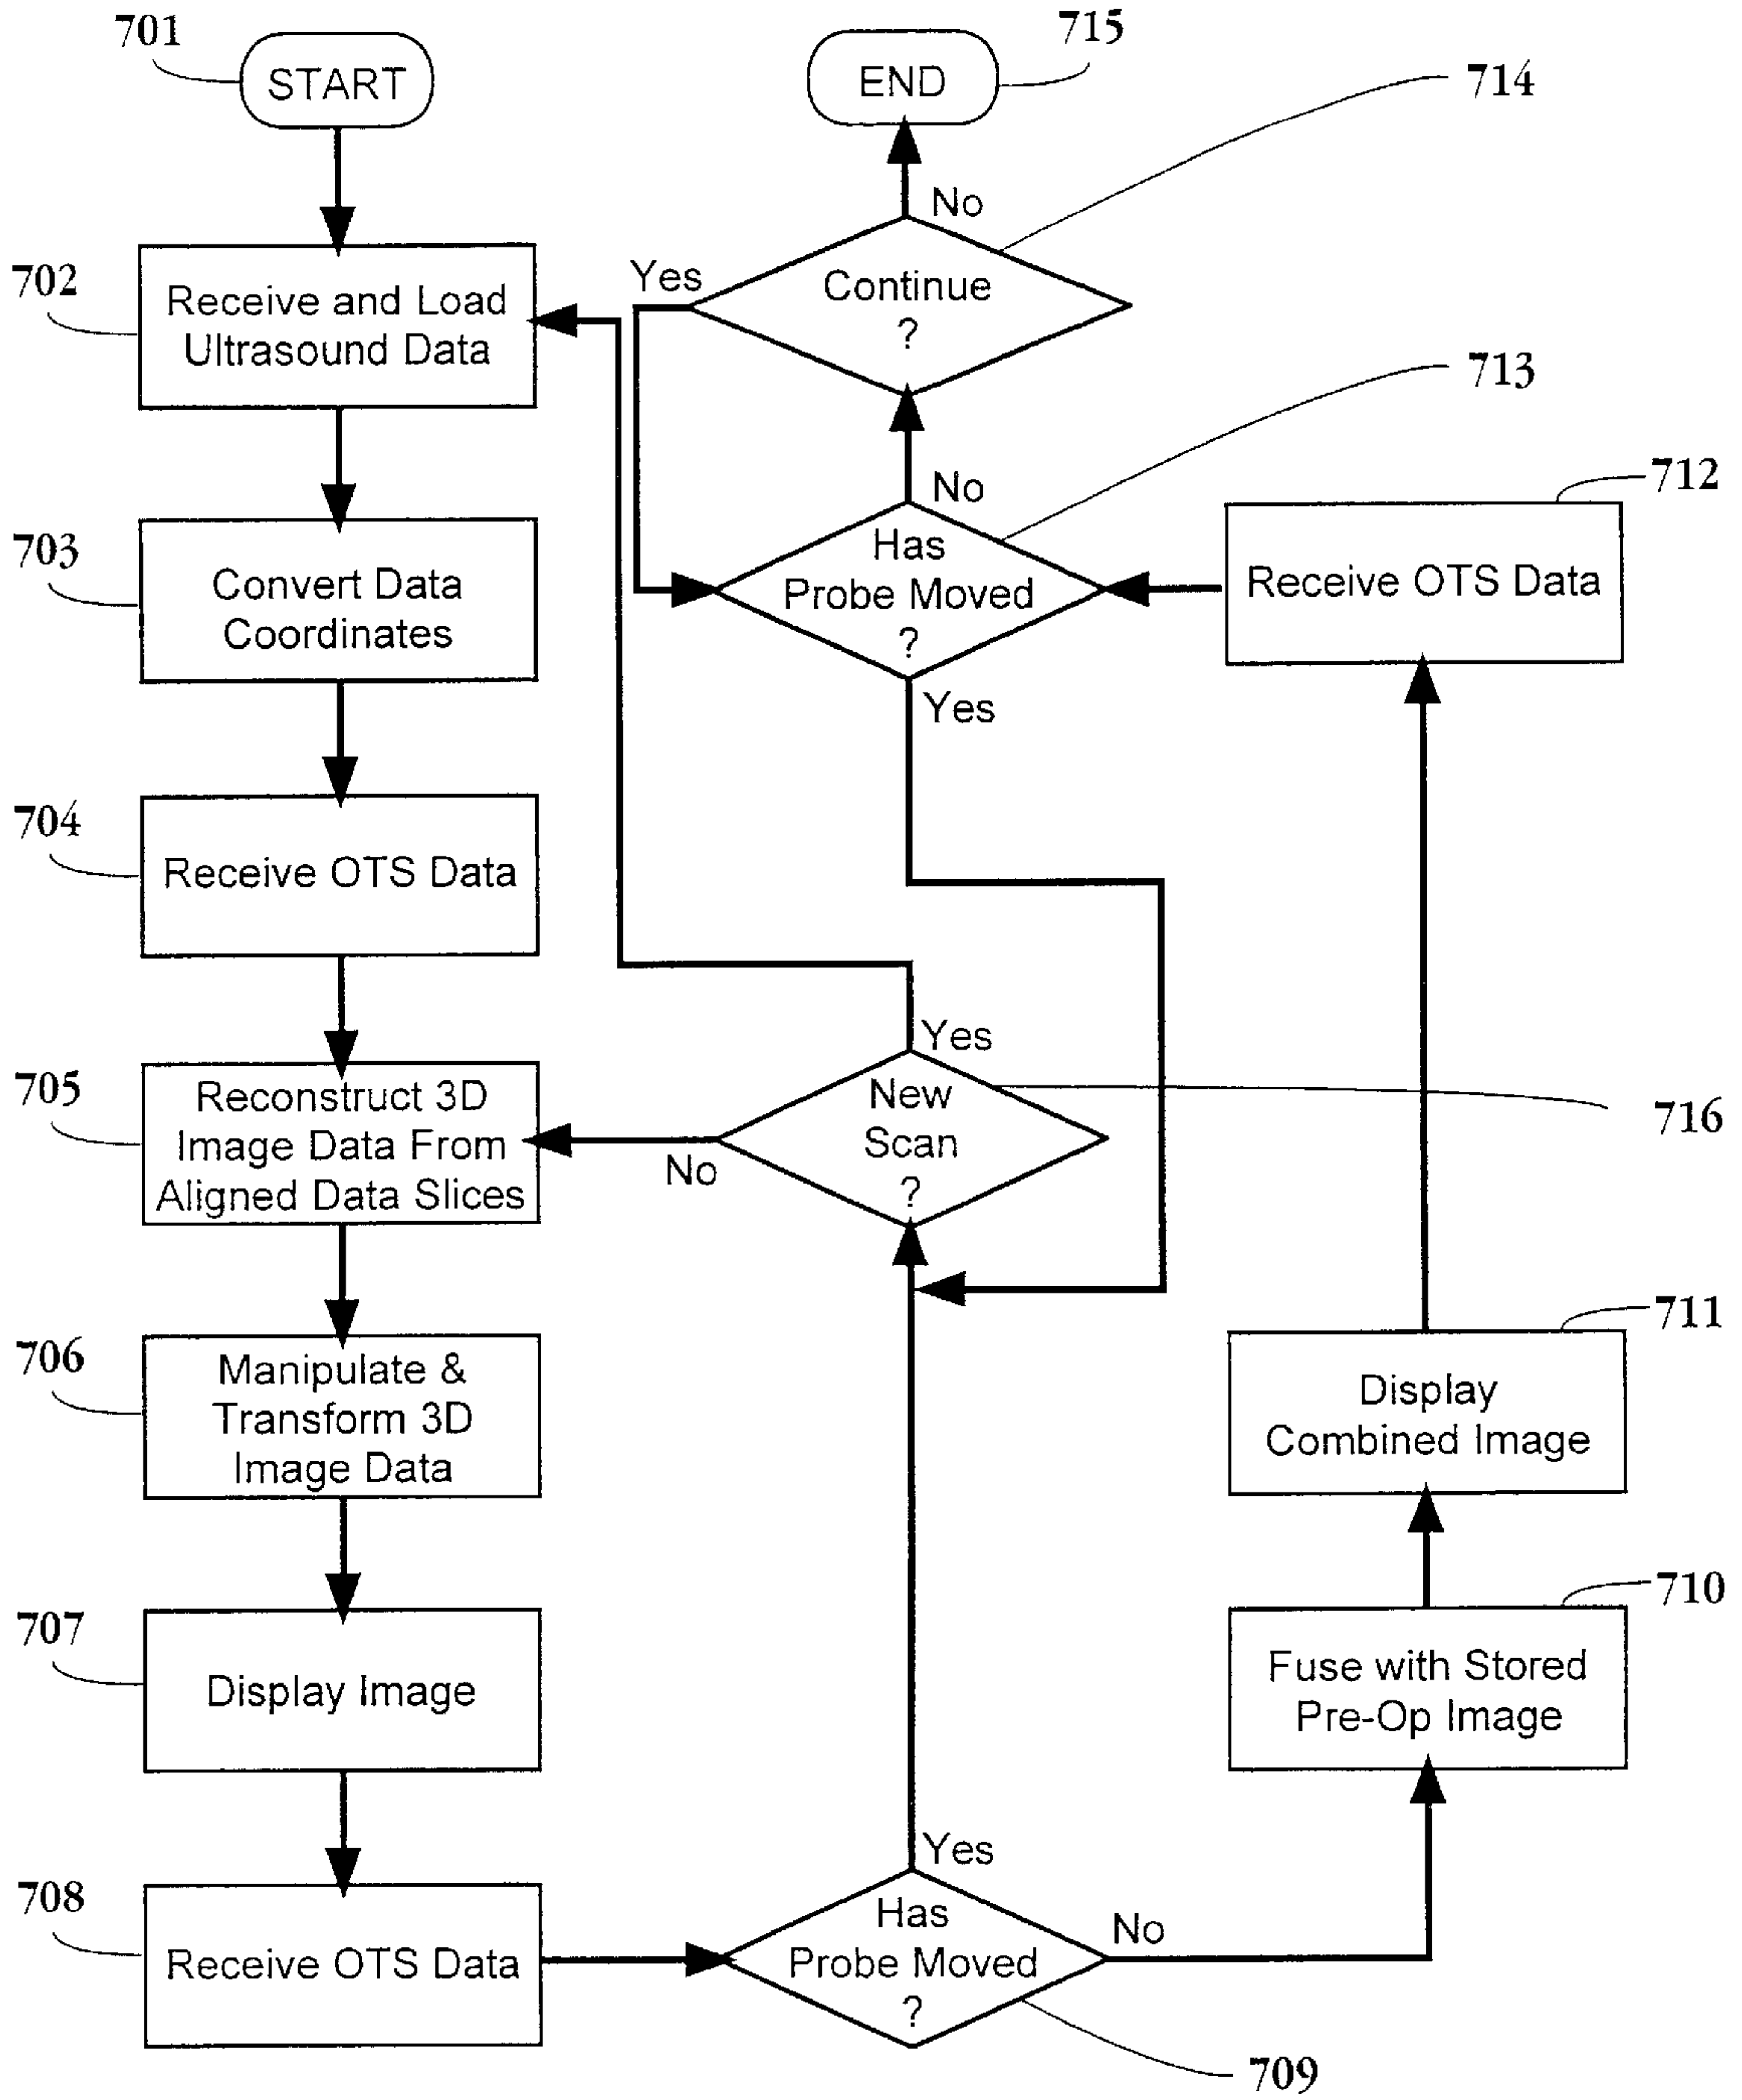 701
START
702
Receive and Load
Ultrasound Data
703
Convert Data
Coordinates
704
Receive OTS Data
705
Reconstruct 3D
Image Data From
Aligned Data Slices
706
Manipulate &
Transform 3D
Image Data
707
Display Image
708
Receive OTS Data
715
END
714
No
Yes
Continue
?
713
No
Has
Probe Moved
?
Yes
712
Receive OTS Data
Yes
New
Scan
?
No
716
711
Display
Combined Image
710
Fuse with Stored
Pre-Op Image
Yes
Has
Probe Moved
?
No
709